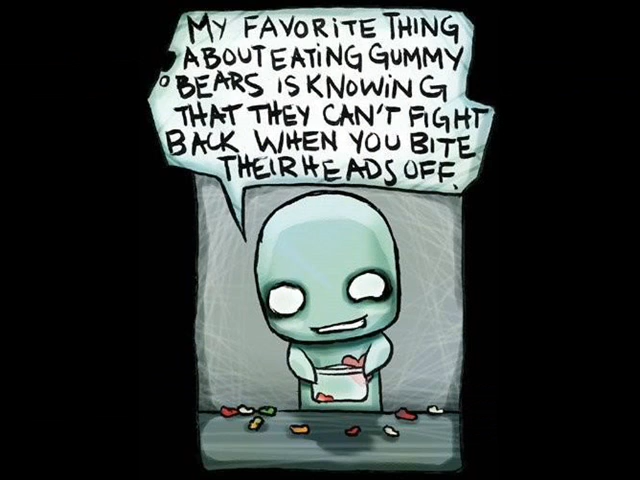 MY FAVORITE THING
ABOUT EATING GUMMY
BEARS IS KNOWING
THAT THEY CAN'T FIGHT
BACK WHEN YOU BITE
THEIR HEADS OFF.